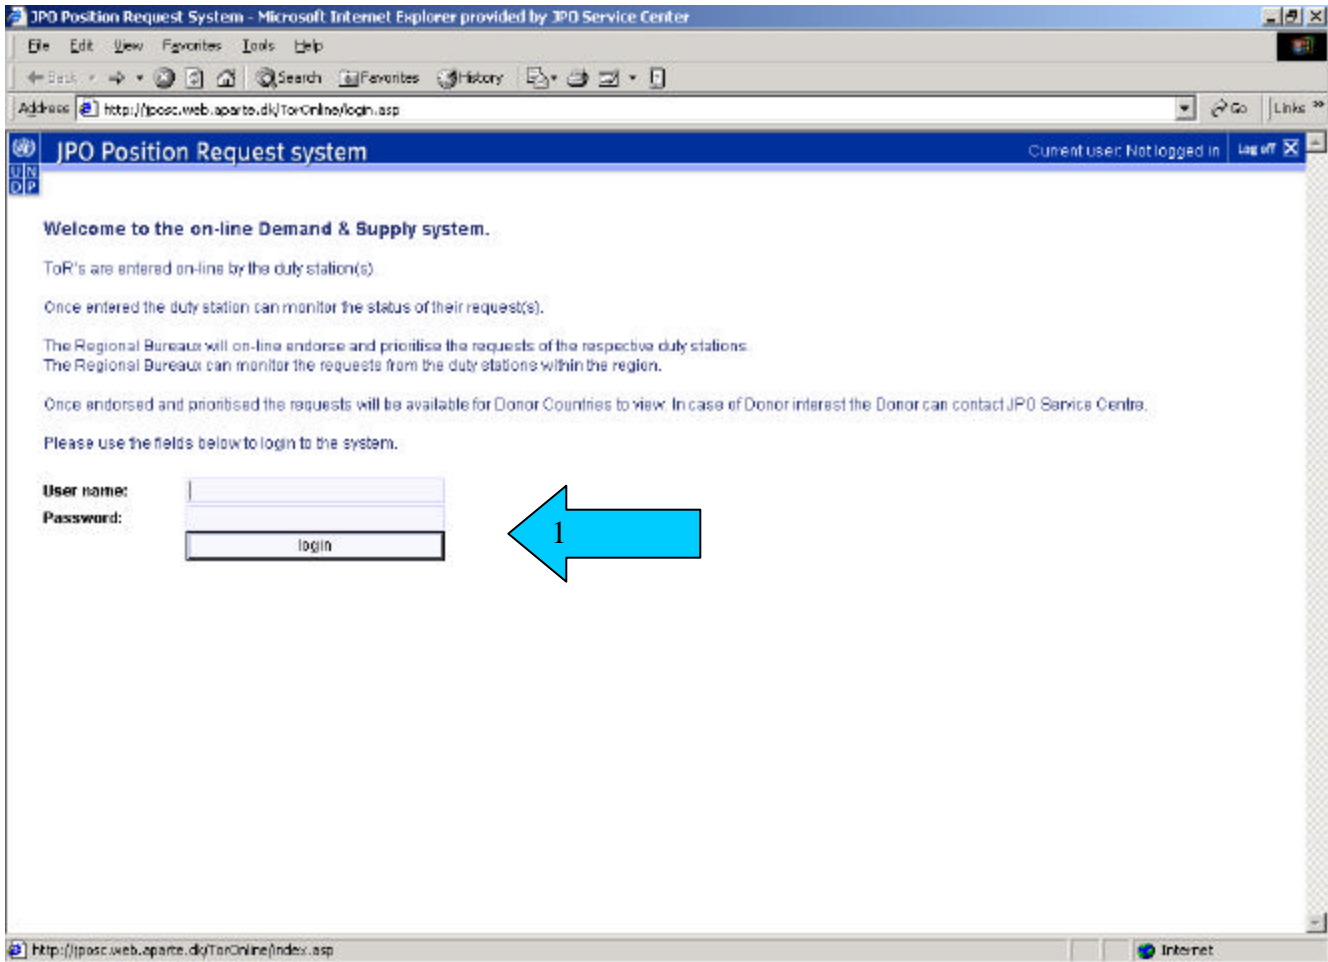 JPO Position Request System - Microsoft Internet Explorer provided by JPO Service Center
File Edit View Favorites Tools Help
Back Search Favorites History
Address http://jposc.web.aparte.dk/TorOnline/login.asp Go Links »
JPO Position Request system Current user: Not logged in Log off
UN
DP
Welcome to the on-line Demand & Supply system.
ToR's are entered on-line by the duty station(s).
Once entered the duty station can monitor the status of their request(s).
The Regional Bureaux will on-line endorse and prioritise the requests of the respective duty stations.
The Regional Bureaux can monitor the requests from the duty stations within the region.
Once endorsed and prioritised the requests will be available for Donor Countries to view. In case of Donor interest the Donor can contact JPO Service Centre.
Please use the fields below to login to the system.
User name:
Password:
login
1
http://jposc.web.aparte.dk/TorOnline/index.asp Internet